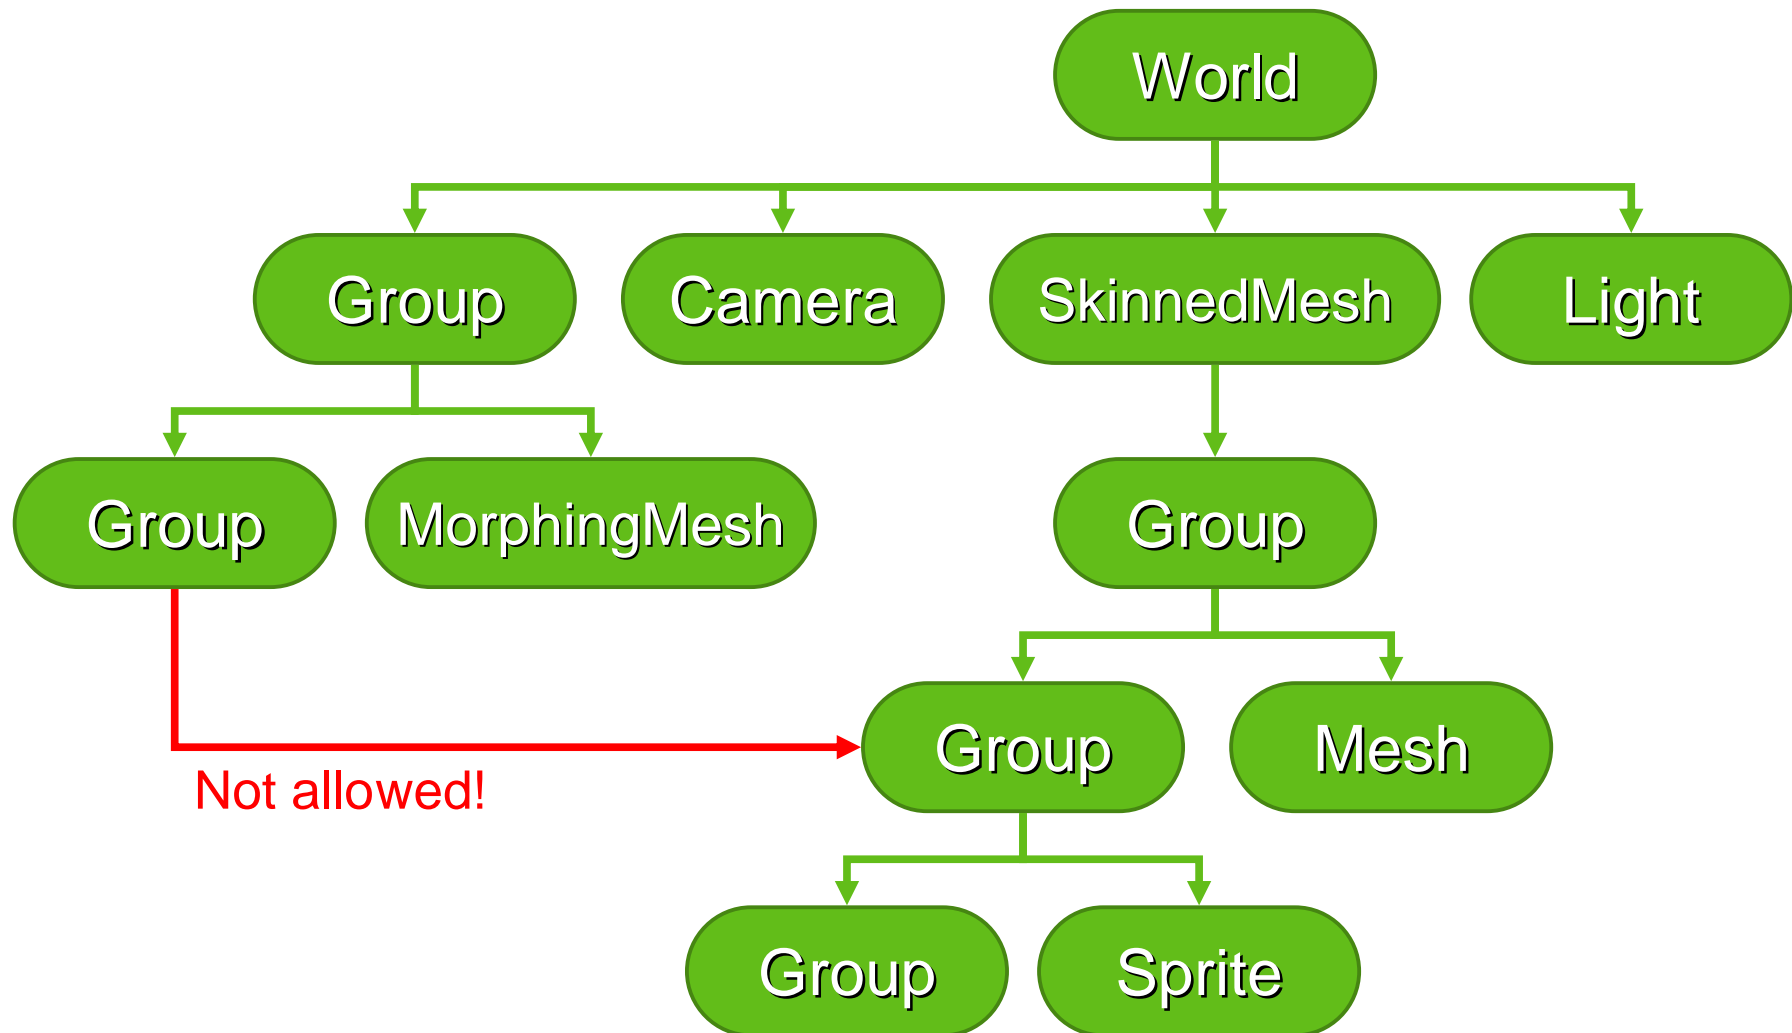 World
Group
Camera
SkinnedMesh
Light
Group
MorphingMesh
Group
Group
Mesh
Not allowed!
Group
Sprite